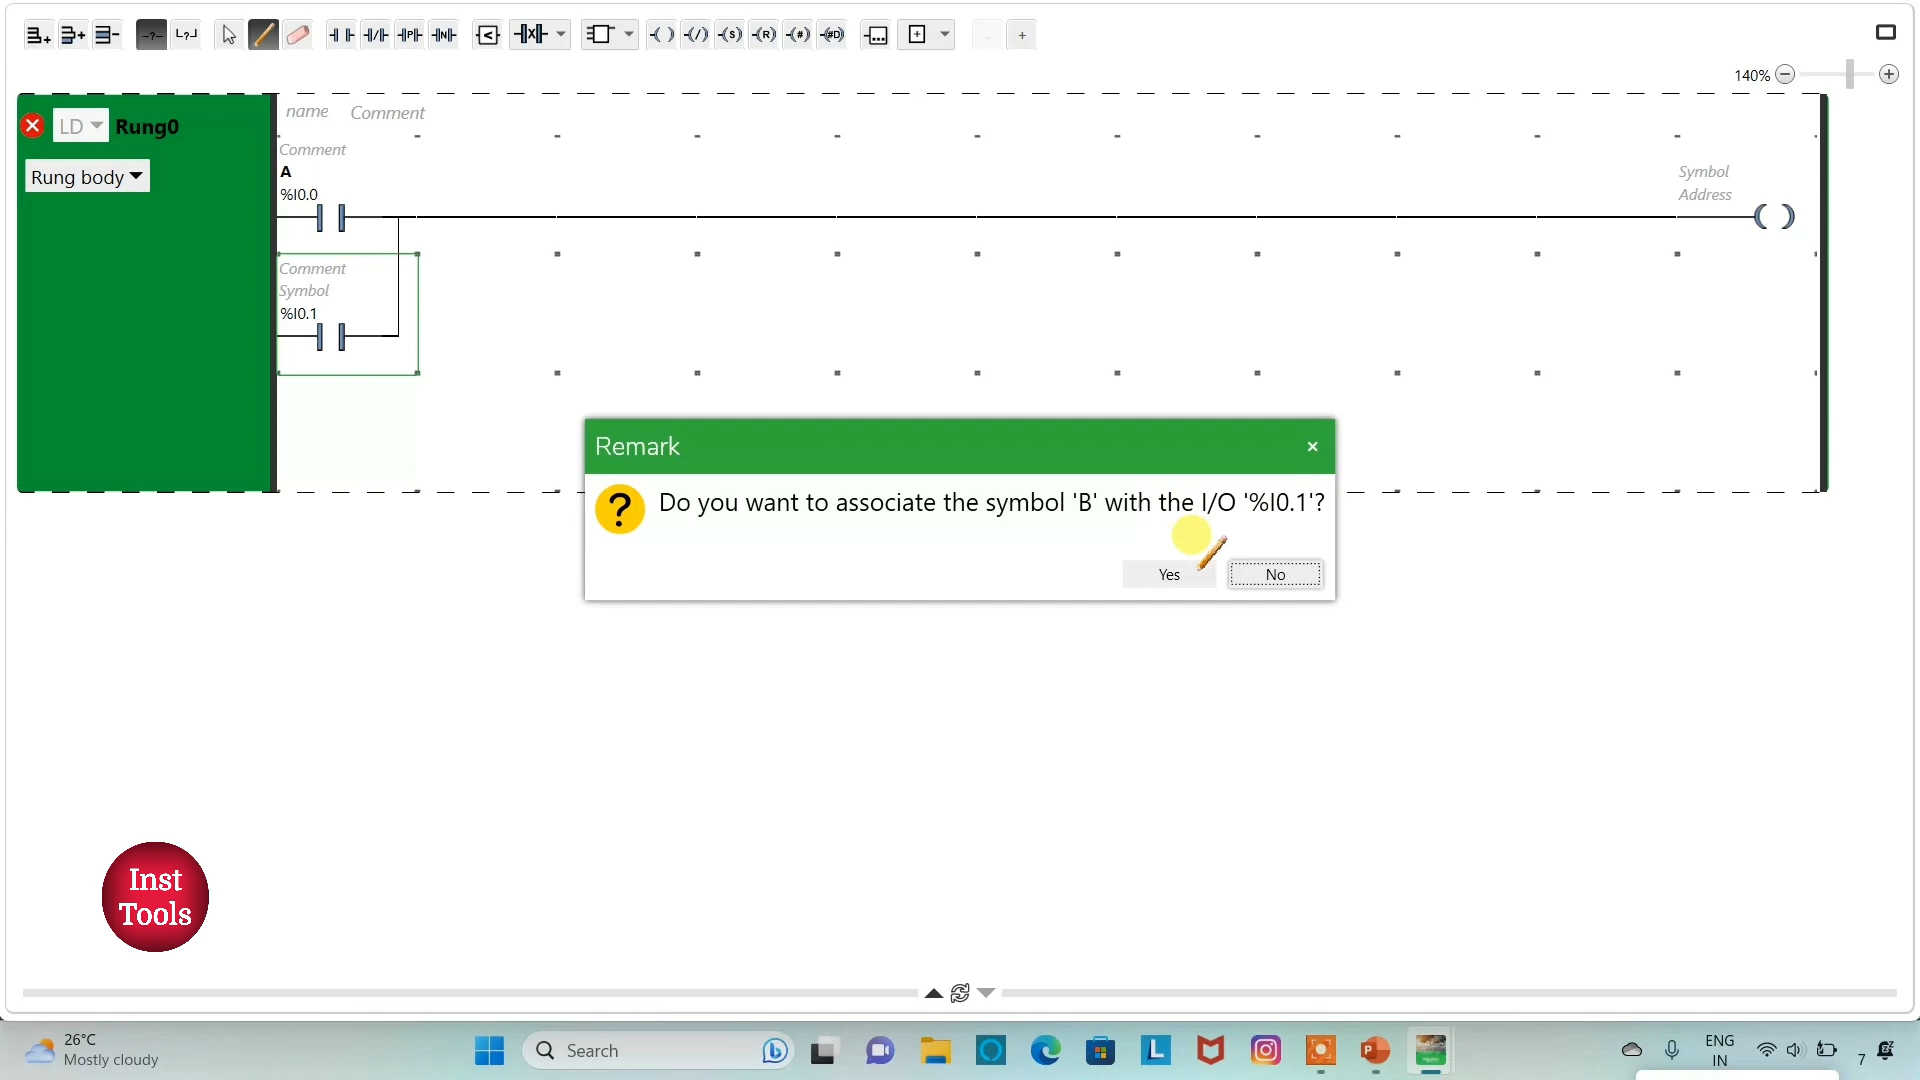 140%
LD Rung0
name Comment
Comment
A
%I0.0
Rung body
Symbol
Address
Comment
Symbol
%I0.1
Remark
Do you want to associate the symbol 'B' with the I/O '%I0.1'?
Yes No
Inst
Tools
26°C
Mostly cloudy
Search
ENG
IN
7